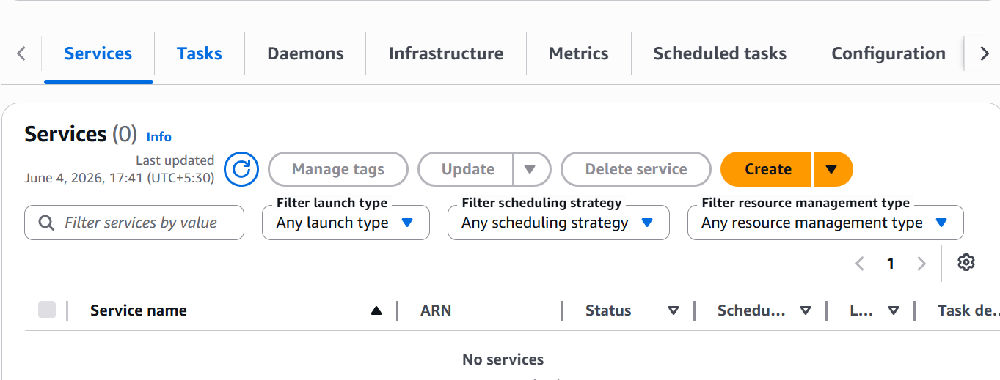 Services Tasks Daemons Infrastructure Metrics Scheduled tasks Configuration
Services (0) Info
Last updated
June 4, 2026, 17:41 (UTC+5:30)
Manage tags Update Delete service Create
Filter launch type Filter scheduling strategy Filter resource management type
Filter services by value Any launch type Any scheduling strategy Any resource management type
1
Service name ARN Status Schedu... L... Task de..
No services